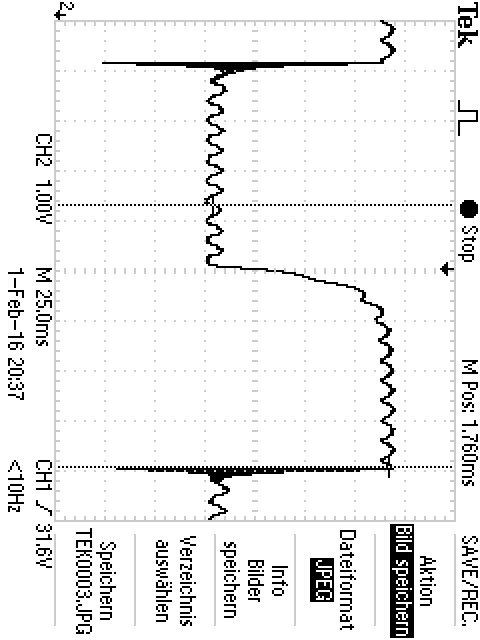 Tek
Stop
M Pos: 1.760ms
SAVE/REC.
Aktion
Bild speichern
Dateiformat
JPEG
Info
Bilder
speichern
Verzeichnis
auswählen
Speichern
TEK0003.JPG
2
CH2 1.00V
M 25.0ms
CH1 / 31.6V
1-Feb-16 20:37
<10Hz